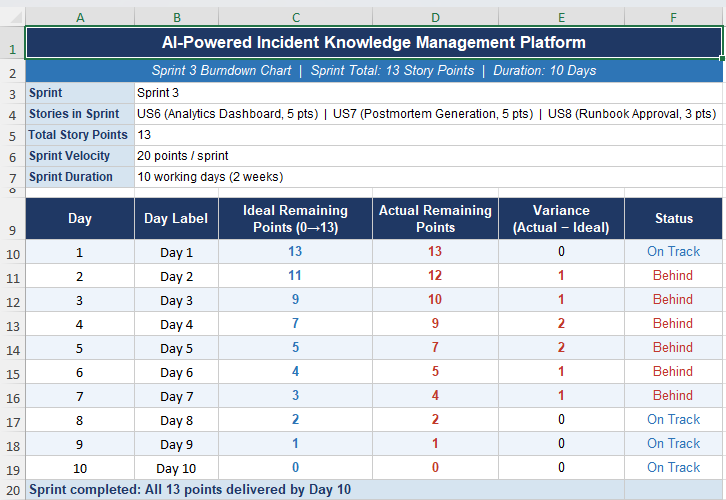 A B C D E F
1 AI-Powered Incident Knowledge Management Platform
2 Sprint 3 Burndown Chart | Sprint Total: 13 Story Points | Duration: 10 Days
3 Sprint Sprint 3
4 Stories in Sprint US6 (Analytics Dashboard, 5 pts) | US7 (Postmortem Generation, 5 pts) | US8 (Runbook Approval, 3 pts)
5 Total Story Points 13
6 Sprint Velocity 20 points / sprint
7 Sprint Duration 10 working days (2 weeks)
8
9 Day Day Label Ideal Remaining Points (0→13) Actual Remaining Points Variance (Actual − Ideal) Status
10 1 Day 1 13 13 0 On Track
11 2 Day 2 11 12 1 Behind
12 3 Day 3 9 10 1 Behind
13 4 Day 4 7 9 2 Behind
14 5 Day 5 5 7 2 Behind
15 6 Day 6 4 5 1 Behind
16 7 Day 7 3 4 1 Behind
17 8 Day 8 2 2 0 On Track
18 9 Day 9 1 1 0 On Track
19 10 Day 10 0 0 0 On Track
20 Sprint completed: All 13 points delivered by Day 10